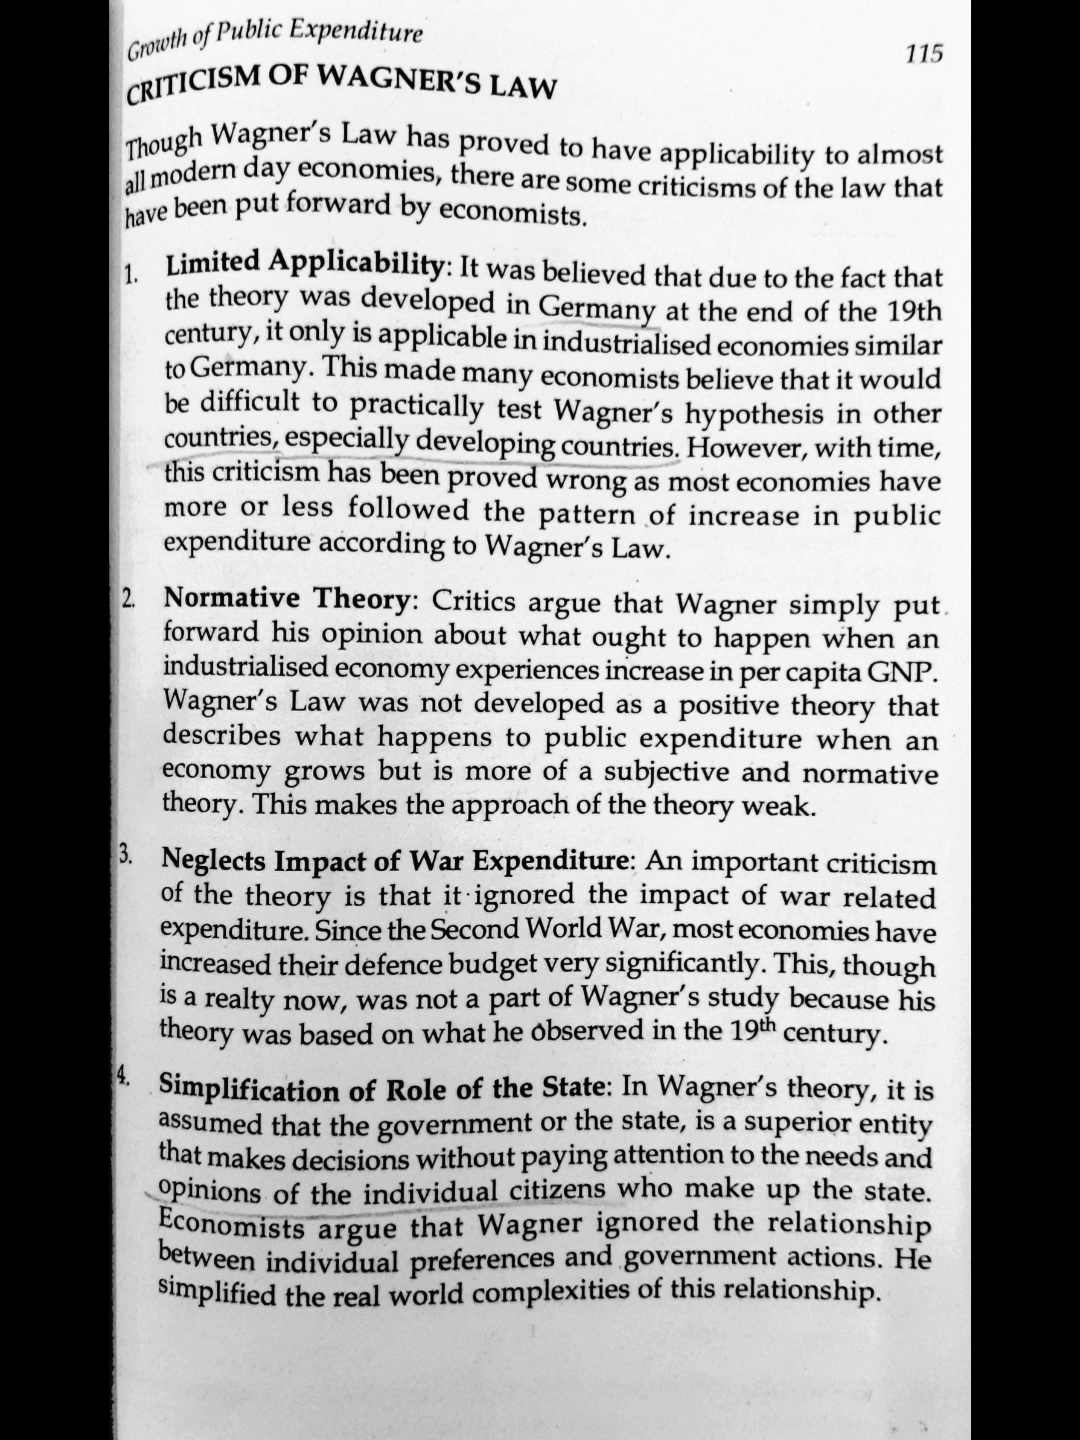 Growth of Public Expenditure
115
CRITICISM OF WAGNER'S LAW
Though Wagner's Law has proved to have applicability to almost
all modern day economies, there are some criticisms of the law that
have been put forward by economists.
1. Limited Applicability: It was believed that due to the fact that
the theory was developed in Germany at the end of the 19th
century, it only is applicable in industrialised economies similar
to Germany. This made many economists believe that it would
be difficult to practically test Wagner's hypothesis in other
countries, especially developing countries. However, with time,
this criticism has been proved wrong as most economies have
more or less followed the pattern of increase in public
expenditure according to Wagner's Law.
2. Normative Theory: Critics argue that Wagner simply put
forward his opinion about what ought to happen when an
industrialised economy experiences increase in per capita GNP.
Wagner's Law was not developed as a positive theory that
describes what happens to public expenditure when an
economy grows but is more of a subjective and normative
theory. This makes the approach of the theory weak.
3. Neglects Impact of War Expenditure: An important criticism
of the theory is that it ignored the impact of war related
expenditure. Since the Second World War, most economies have
increased their defence budget very significantly. This, though
is a realty now, was not a part of Wagner's study because his
theory was based on what he observed in the 19th century.
4. Simplification of Role of the State: In Wagner's theory, it is
assumed that the government or the state, is a superior entity
that makes decisions without paying attention to the needs and
opinions of the individual citizens who make up the state.
Economists argue that Wagner ignored the relationship
between individual preferences and government actions. He
simplified the real world complexities of this relationship.